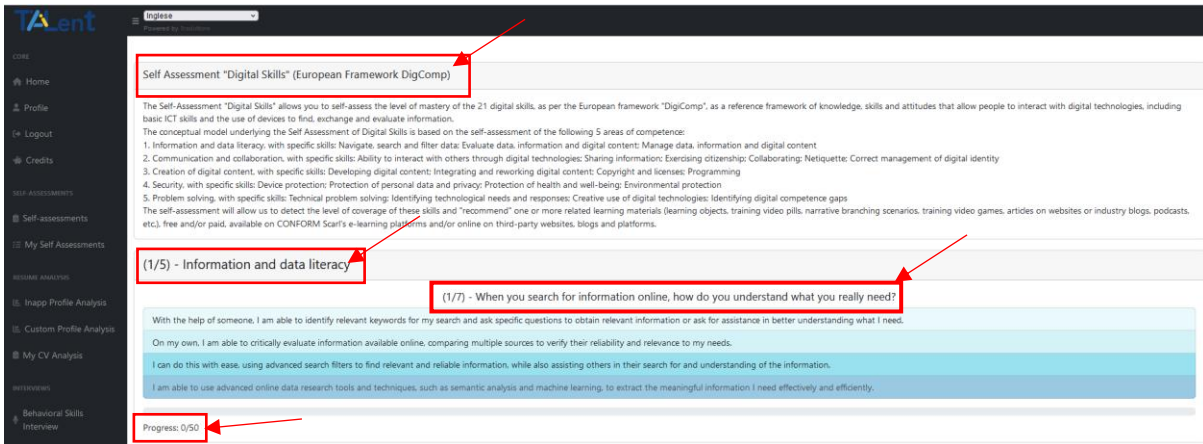 TALent
Inglese
Powered by
CORE
Home
Profile
Logout
Credits
SELF-ASSESSMENTS
Self-assessments
My Self Assessments
RESUME ANALYSIS
Inapp Profile Analysis
Custom Profile Analysis
My CV Analysis
INTERVIEWS
Behavioral Skills
Interview
Self Assessment "Digital Skills" (European Framework DigComp)
The Self-Assessment "Digital Skills" allows you to self-assess the level of mastery of the 21 digital skills, as per the European framework "DigiComp", as a reference framework of knowledge, skills and attitudes that allow people to interact with digital technologies, including
basic ICT skills and the use of devices to find, exchange and evaluate information.
The conceptual model underlying the Self Assessment of Digital Skills is based on the self-assessment of the following 5 areas of competence:
1. Information and data literacy, with specific skills: Navigate, search and filter data; Evaluate data, information and digital content; Manage data, information and digital content
2. Communication and collaboration, with specific skills: Ability to interact with others through digital technologies; Sharing information; Exercising citizenship; Collaborating; Netiquette; Correct management of digital identity
3. Creation of digital content, with specific skills: Developing digital content; Integrating and reworking digital content; Copyright and licenses; Programming
4. Security, with specific skills: Device protection; Protection of personal data and privacy; Protection of health and well-being; Environmental protection
5. Problem solving, with specific skills: Technical problem solving; Identifying technological needs and responses; Creative use of digital technologies; Identifying digital competence gaps
The self-assessment will allow us to detect the level of coverage of these skills and "recommend" one or more related learning materials (learning objects, training video pills, narrative branching scenarios, training video games, articles on websites or industry blogs, podcasts,
etc.), free and/or paid, available on CONFORM Scarl's e-learning platforms and/or online on third-party websites, blogs and platforms.
(1/5) - Information and data literacy
(1/7) - When you search for information online, how do you understand what you really need?
With the help of someone, I am able to identify relevant keywords for my search and ask specific questions to obtain relevant information or ask for assistance in better understanding what I need.
On my own, I am able to critically evaluate information available online, comparing multiple sources to verify their reliability and relevance to my needs.
I can do this with ease, using advanced search filters to find relevant and reliable information, while also assisting others in their search for and understanding of the information.
I am able to use advanced online data research tools and techniques, such as semantic analysis and machine learning, to extract the meaningful information I need effectively and efficiently.
Progress: 0/50